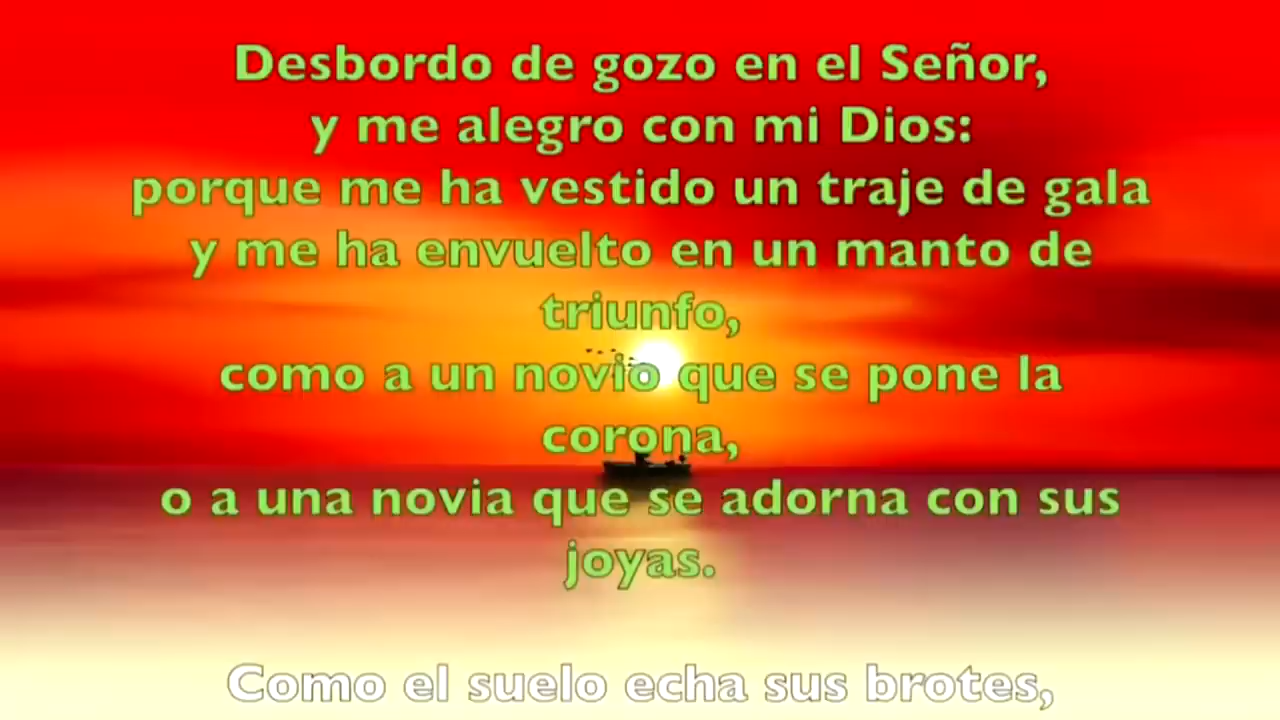 Desbordo de gozo en el Señor,
y me alegro con mi Dios:
porque me ha vestido un traje de gala
y me ha envuelto en un manto de
triunfo,
como a un novio que se pone la
corona,
o a una novia que se adorna con sus
joyas.
Como el suelo echa sus brotes,